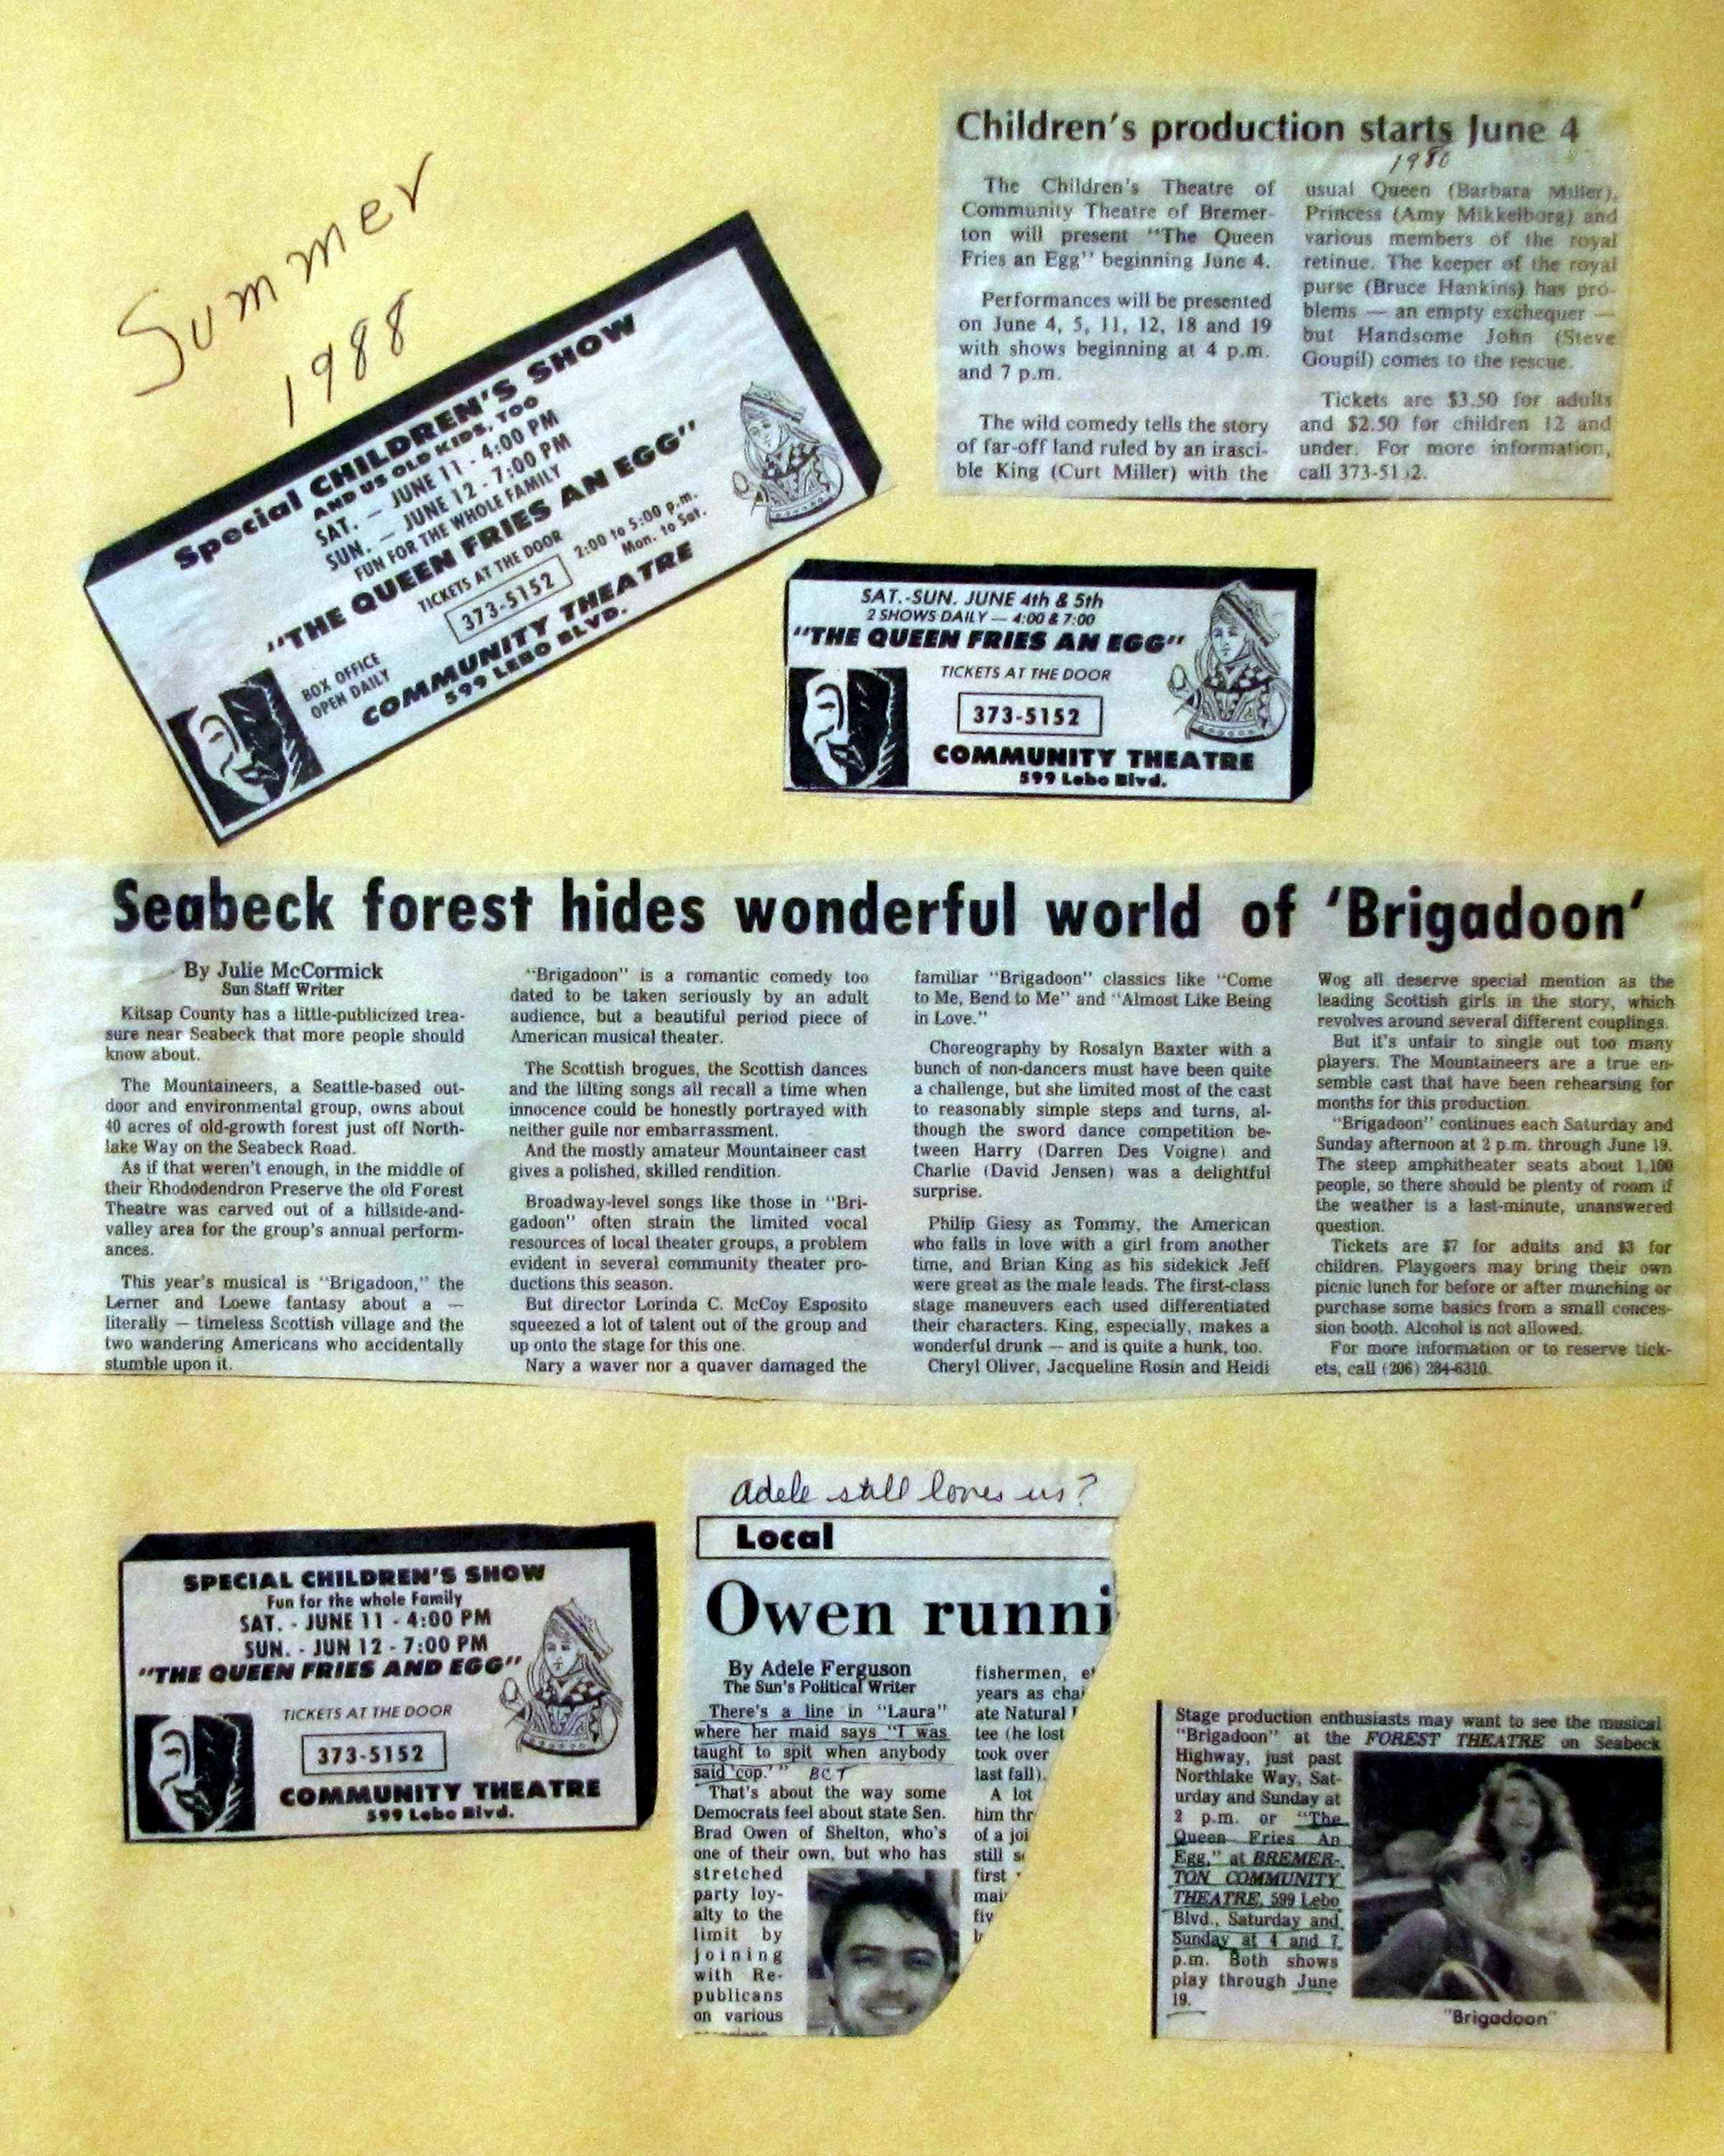 Summer
1988
Special CHILDREN'S SHOW
AND US OLD KIDS, TOO
SAT. — JUNE 11 - 4:00 PM
SUN. — JUNE 12 - 7:00 PM
FUN FOR THE WHOLE FAMILY
"THE QUEEN FRIES AN EGG"
TICKETS AT THE DOOR
BOX OFFICE
OPEN DAILY
373-5152
2:00 to 5:00 p.m.
Mon. to Sat.
COMMUNITY THEATRE
599 LEBO BLVD.
Children's production starts June 4
The Children's Theatre of
Community Theatre of Bremer-
ton will present "The Queen
Fries an Egg" beginning June 4.
Performances will be presented
on June 4, 5, 11, 12, 18 and 19
with shows beginning at 4 p.m.
and 7 p.m.
The wild comedy tells the story
of far-off land ruled by an irasci-
ble King (Curt Miller) with the
usual Queen (Barbara Miller),
Princess (Amy Mikkelborg) and
various members of the royal
retinue. The keeper of the royal
purse (Bruce Hankins) has pro-
blems — an empty exchequer —
but Handsome John (Steve
Goupil) comes to the rescue.
Tickets are $3.50 for adults
and $2.50 for children 12 and
under. For more information,
call
SAT.-SUN. JUNE 4th & 5th
2 SHOWS DAILY — 4:00 & 7:00
"THE QUEEN FRIES AN EGG"
TICKETS AT THE DOOR
373-5152
COMMUNITY THEATRE
599 Lebo Blvd.
Seabeck forest hides wonderful world of 'Brigadoon'
By Julie McCormick
Sun Staff Writer
Kitsap County has a little-publicized trea-
sure near Seabeck that more people should
know about.
The Mountaineers, a Seattle-based out-
door and environmental group, owns about
40 acres of old-growth forest just off North-
lake Way on the Seabeck Road.
As if that weren't enough, in the middle of
their Rhododendron Preserve the old Forest
Theatre was carved out of a hillside-and-
valley area for the group's annual perform-
ances.
This year's musical is "Brigadoon," the
Lerner and Loewe fantasy about a —
literally — timeless Scottish village and the
two wandering Americans who accidentally
stumble upon it.
"Brigadoon" is a romantic comedy too
dated to be taken seriously by an adult
audience, but a beautiful period piece of
American musical theater.
The Scottish brogues, the Scottish dances
and the lilting songs all recall a time when
innocence could be honestly portrayed with
neither guile nor embarrassment.
And the mostly amateur Mountaineer cast
gives a polished, skilled rendition.
Broadway-level songs like those in "Bri-
gadoon" often strain the limited vocal
resources of local theater groups, a problem
evident in several community theater pro-
ductions this season.
But director Lorinda C. McCoy Esposito
squeezed a lot of talent out of the group and
up onto the stage for this one.
Nary a waver nor a quaver damaged the
familiar "Brigadoon" classics like "Come
to Me, Bend to Me" and "Almost Like Being
in Love."
Choreography by Rosalyn Baxter with a
bunch of non-dancers must have been quite
a challenge, but she limited most of the cast
to reasonably simple steps and turns, al-
though the sword dance competition be-
tween Harry (Darren Des Voigne) and
Charlie (David Jensen) was a delightful
surprise.
Philip Giesy as Tommy, the American
who falls in love with a girl from another
time, and Brian King as his sidekick Jeff
were great as the male leads. The first-class
stage maneuvers each used differentiated
their characters. King, especially, makes a
wonderful drunk — and is quite a hunk, too.
Cheryl Oliver, Jacqueline Rosin and Heidi
Wog all deserve special mention as the
leading Scottish girls in the story, which
revolves around several different couplings.
But it's unfair to single out too many
players. The Mountaineers are a true en-
semble cast that have been rehearsing for
months for this production.
"Brigadoon" continues each Saturday and
Sunday afternoon at 2 p.m. through June 19.
The steep amphitheater seats about 1,100
people, so there should be plenty of room if
the weather is a last-minute, unanswered
question.
Tickets are $7 for adults and $3 for
children. Playgoers may bring their own
picnic lunch for before or after munching or
purchase some basics from a small conces-
sion booth. Alcohol is not allowed.
For more information or to reserve tick-
ets, call (206) 284-6310.
SPECIAL CHILDREN'S SHOW
Fun for the whole Family
SAT. - JUNE 11 - 4:00 PM
SUN. - JUN 12 - 7:00 PM
"THE QUEEN FRIES AND EGG"
TICKETS AT THE DOOR
373-5152
COMMUNITY THEATRE
599 Lebo Blvd.
Adele still loves us?
Local
Owen runni
By Adele Ferguson
The Sun's Political Writer
There's a line in "Laura"
where her maid says "I was
taught to spit when anybody
said 'cop.'" BCT
That's about the way some
Democrats feel about state Sen.
Brad Owen of Shelton, who's
one of their own, but who has
stretched
party loy-
alty to the
limit by
joining
with Re-
publicans
on various
fishermen,
years as
ate Natural
tee (he lost
took over
last fall).
A lot
him
of a
still
first
Stage production enthusiasts may want to see the musical
"Brigadoon" at the FOREST THEATRE on Seabeck
Highway, just past
Northlake Way, Sat-
urday and Sunday at
2 p.m. or "The
Queen Fries An
Egg," at BREMER-
TON COMMUNITY
THEATRE, 599 Lebo
Blvd., Saturday and
Sunday at 4 and 7
p.m. Both shows
play through June
19.
"Brigadoon"